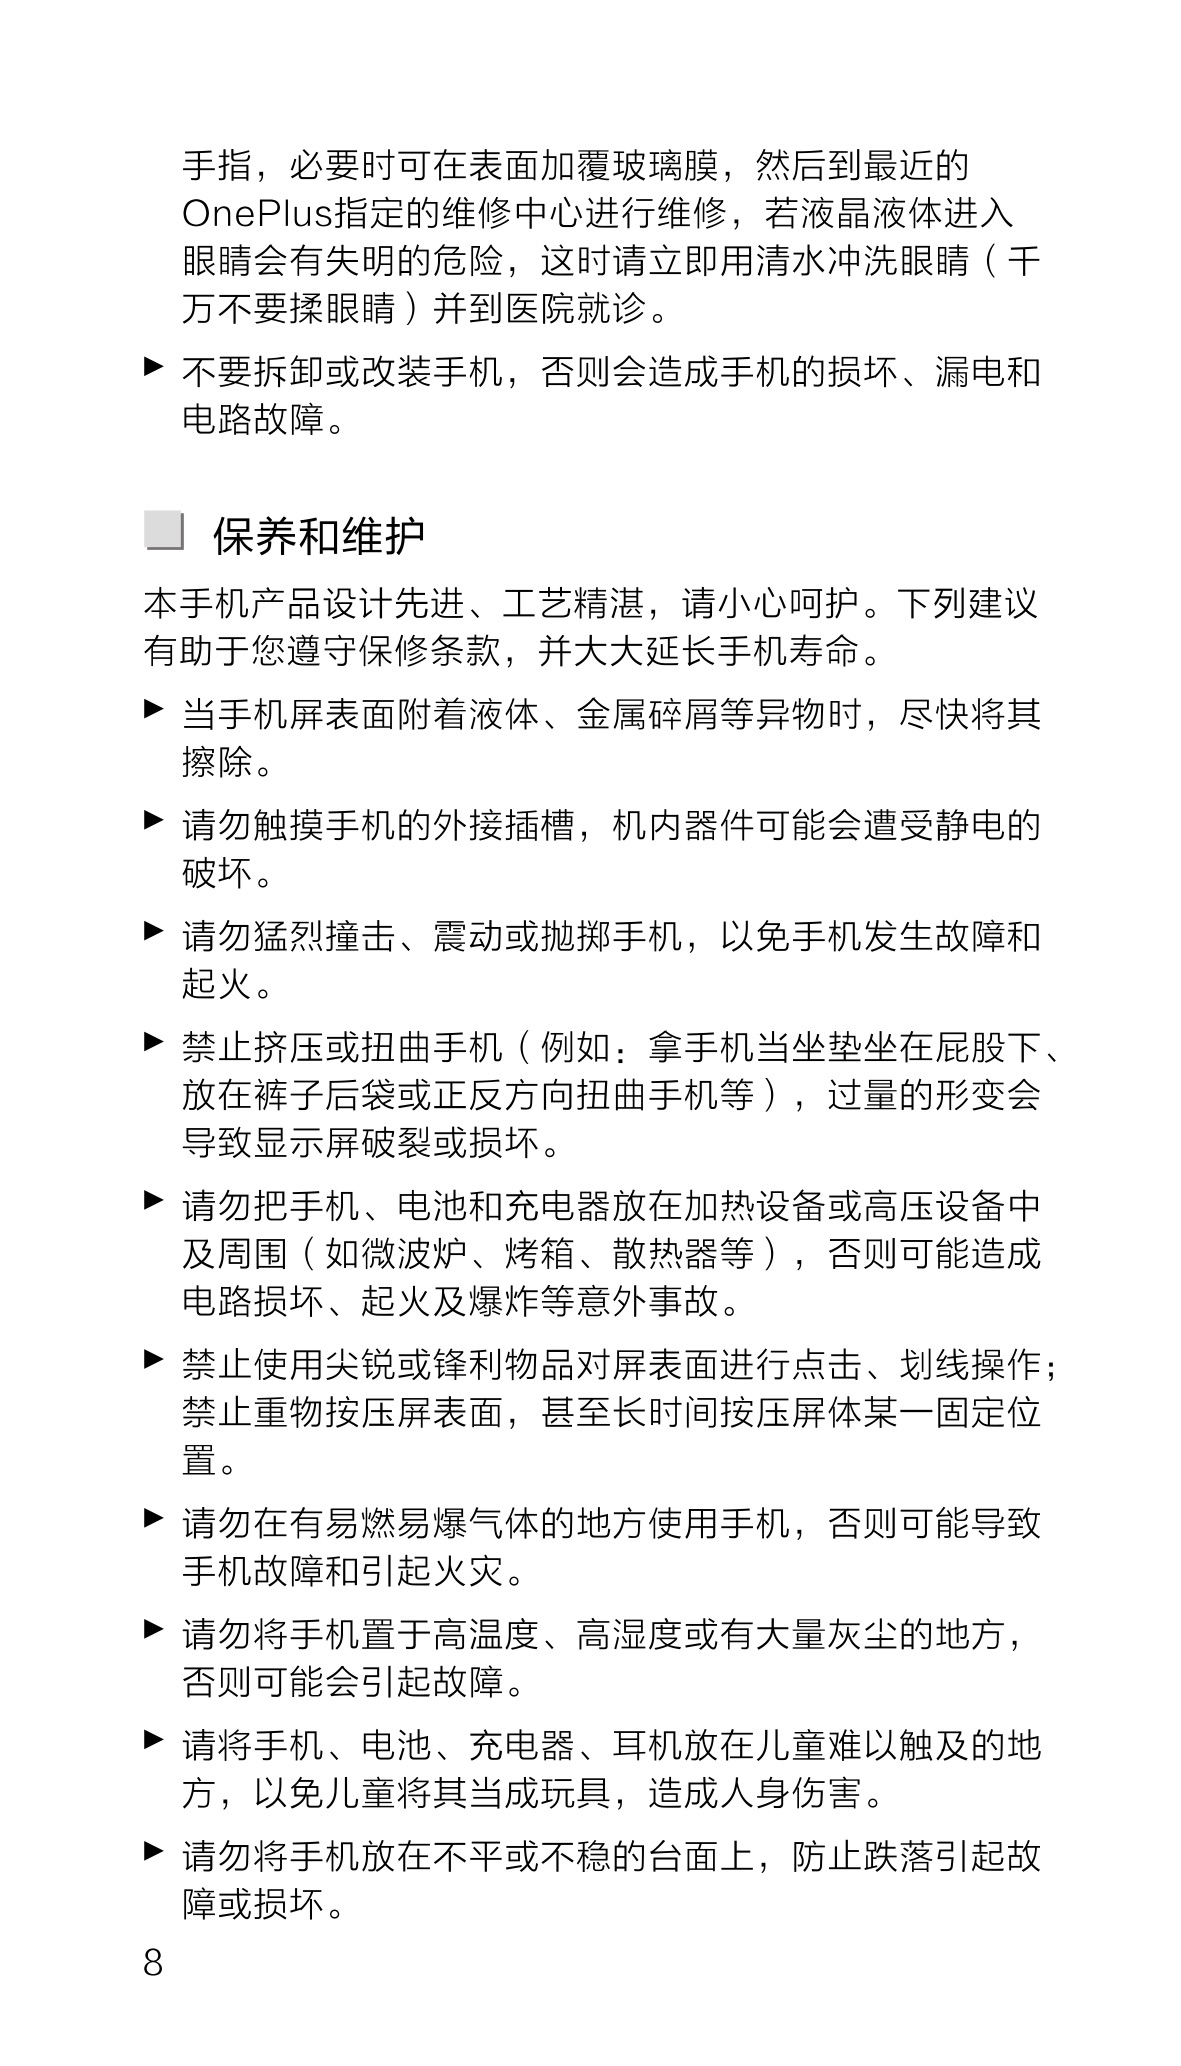 手指，必要时可在表面加覆玻璃膜，然后到最近的
OnePlus指定的维修中心进行维修，若液晶液体进入
眼睛会有失明的危险，这时请立即用清水冲洗眼睛（千
万不要揉眼睛）并到医院就诊。
► 不要拆卸或改装手机，否则会造成手机的损坏、漏电和
电路故障。
保养和维护
本手机产品设计先进、工艺精湛，请小心呵护。下列建议
有助于您遵守保修条款，并大大延长手机寿命。
► 当手机屏表面附着液体、金属碎屑等异物时，尽快将其
擦除。
► 请勿触摸手机的外接插槽，机内器件可能会遭受静电的
破坏。
► 请勿猛烈撞击、震动或抛掷手机，以免手机发生故障和
起火。
► 禁止挤压或扭曲手机（例如：拿手机当坐垫坐在屁股下、
放在裤子后袋或正反方向扭曲手机等），过量的形变会
导致显示屏破裂或损坏。
► 请勿把手机、电池和充电器放在加热设备或高压设备中
及周围（如微波炉、烤箱、散热器等），否则可能造成
电路损坏、起火及爆炸等意外事故。
► 禁止使用尖锐或锋利物品对屏表面进行点击、划线操作；
禁止重物按压屏表面，甚至长时间按压屏体某一固定位
置。
► 请勿在有易燃易爆气体的地方使用手机，否则可能导致
手机故障和引起火灾。
► 请勿将手机置于高温度、高湿度或有大量灰尘的地方，
否则可能会引起故障。
► 请将手机、电池、充电器、耳机放在儿童难以触及的地
方，以免儿童将其当成玩具，造成人身伤害。
► 请勿将手机放在不平或不稳的台面上，防止跌落引起故
障或损坏。
8